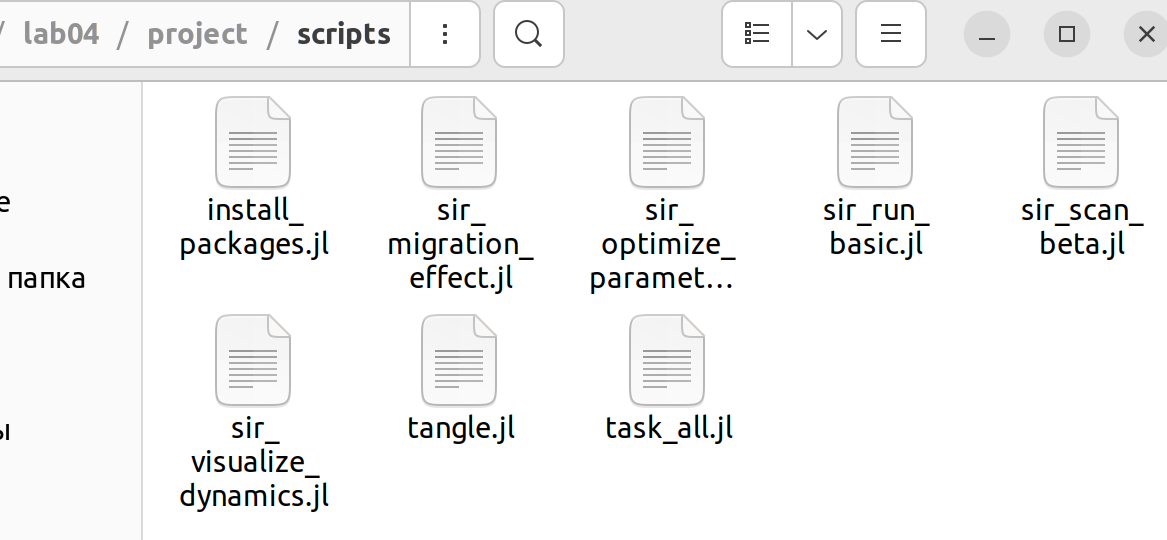 / lab04 / project / scripts
install_
packages.jl
sir_
migration_
effect.jl
sir_
optimize_
paramet…
sir_run_
basic.jl
sir_scan_
beta.jl
е
папка
ы
sir_
visualize_
dynamics.jl
tangle.jl
task_all.jl